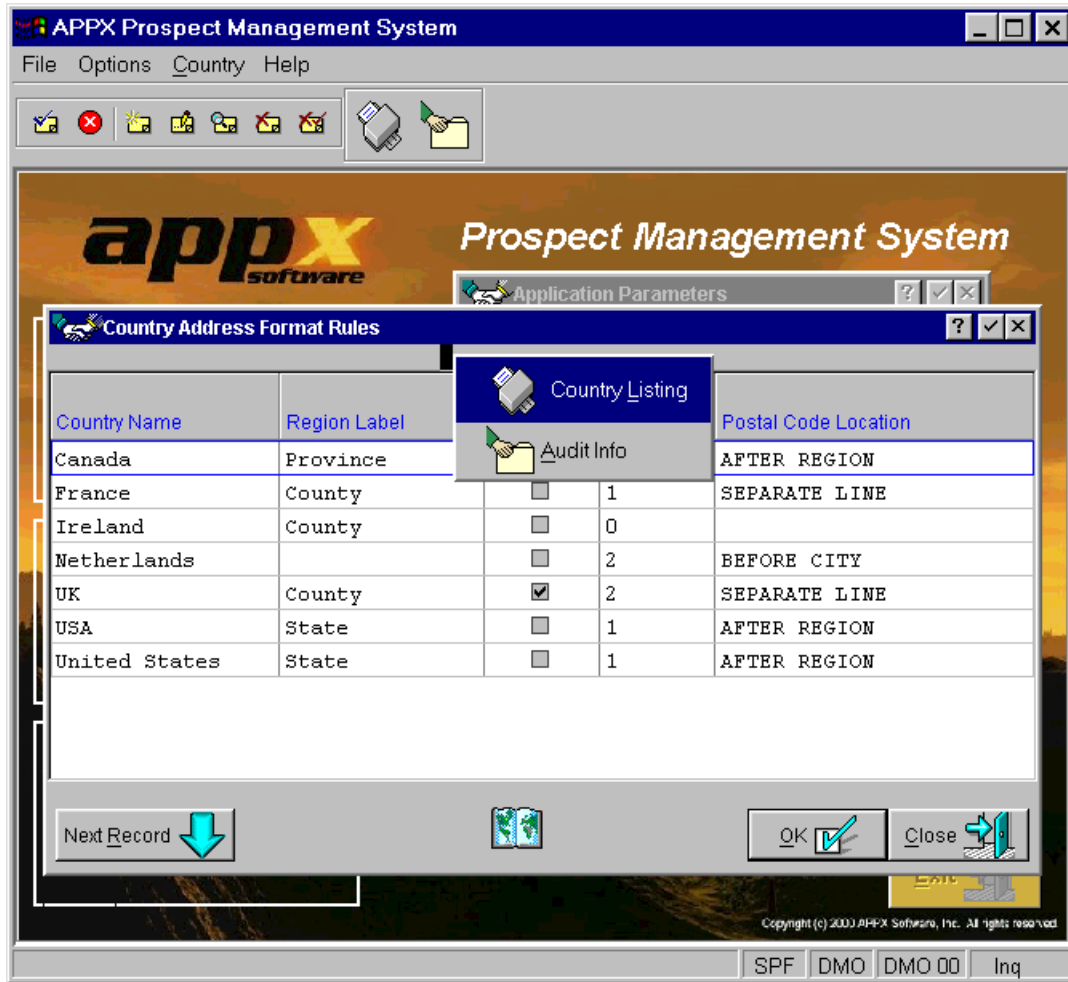 APPX Prospect Management System
File Options Country Help
appx
software
Prospect Management System
Application Parameters
Country Address Format Rules
Country Listing
Audit Info
Country Name Region Label Postal Code Location
Canada Province AFTER REGION
France County 1 SEPARATE LINE
Ireland County 0
Netherlands 2 BEFORE CITY
UK County 2 SEPARATE LINE
USA State 1 AFTER REGION
United States State 1 AFTER REGION
Next Record OK Close
Exit
Copyright (c) 2000 APPX Software, Inc. All rights reserved.
SPF DMO DMO 00 Inq